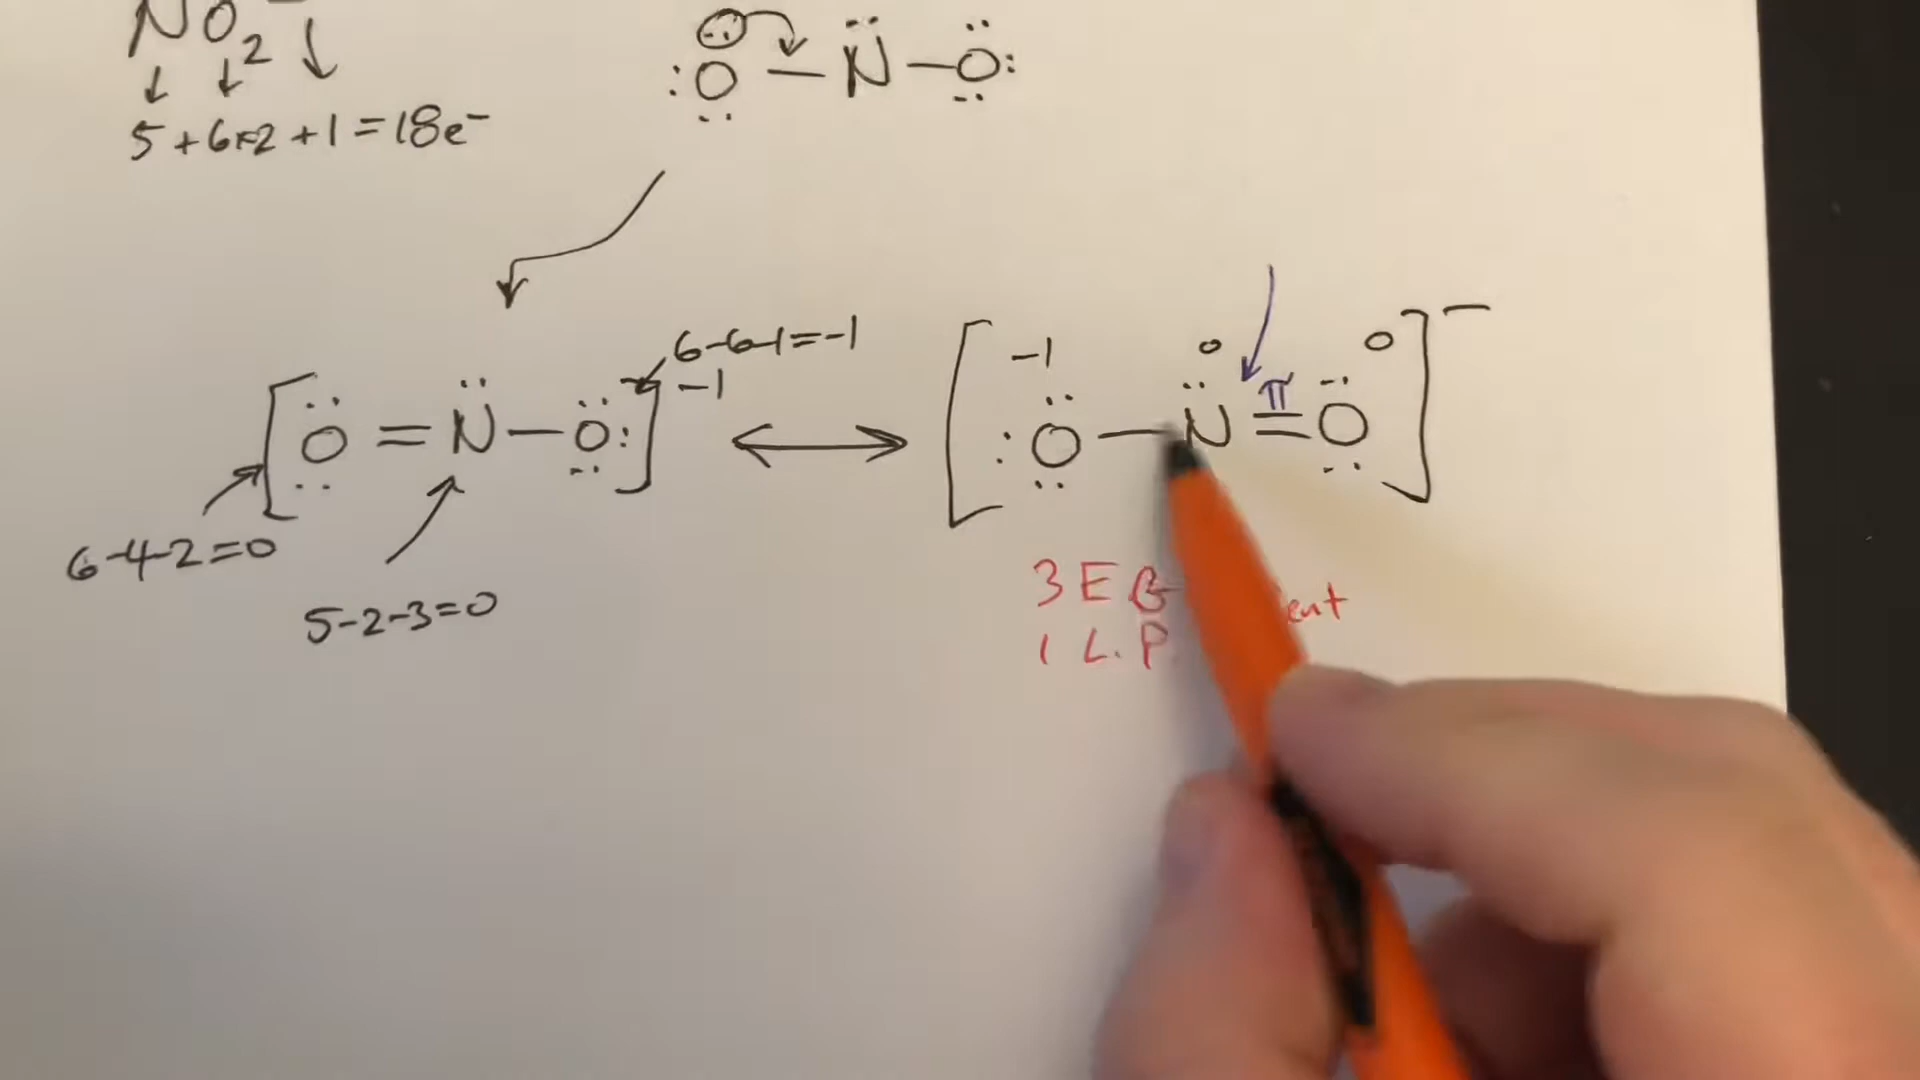 NO2
5+6×2+1=18e-
:O-N-O:
6-6-1=-1
[O=N-O:]-1
-1 0 0 -
[:O-N=O]
π
6-4-2=0
5-2-3=0
3 E G
1 L.P